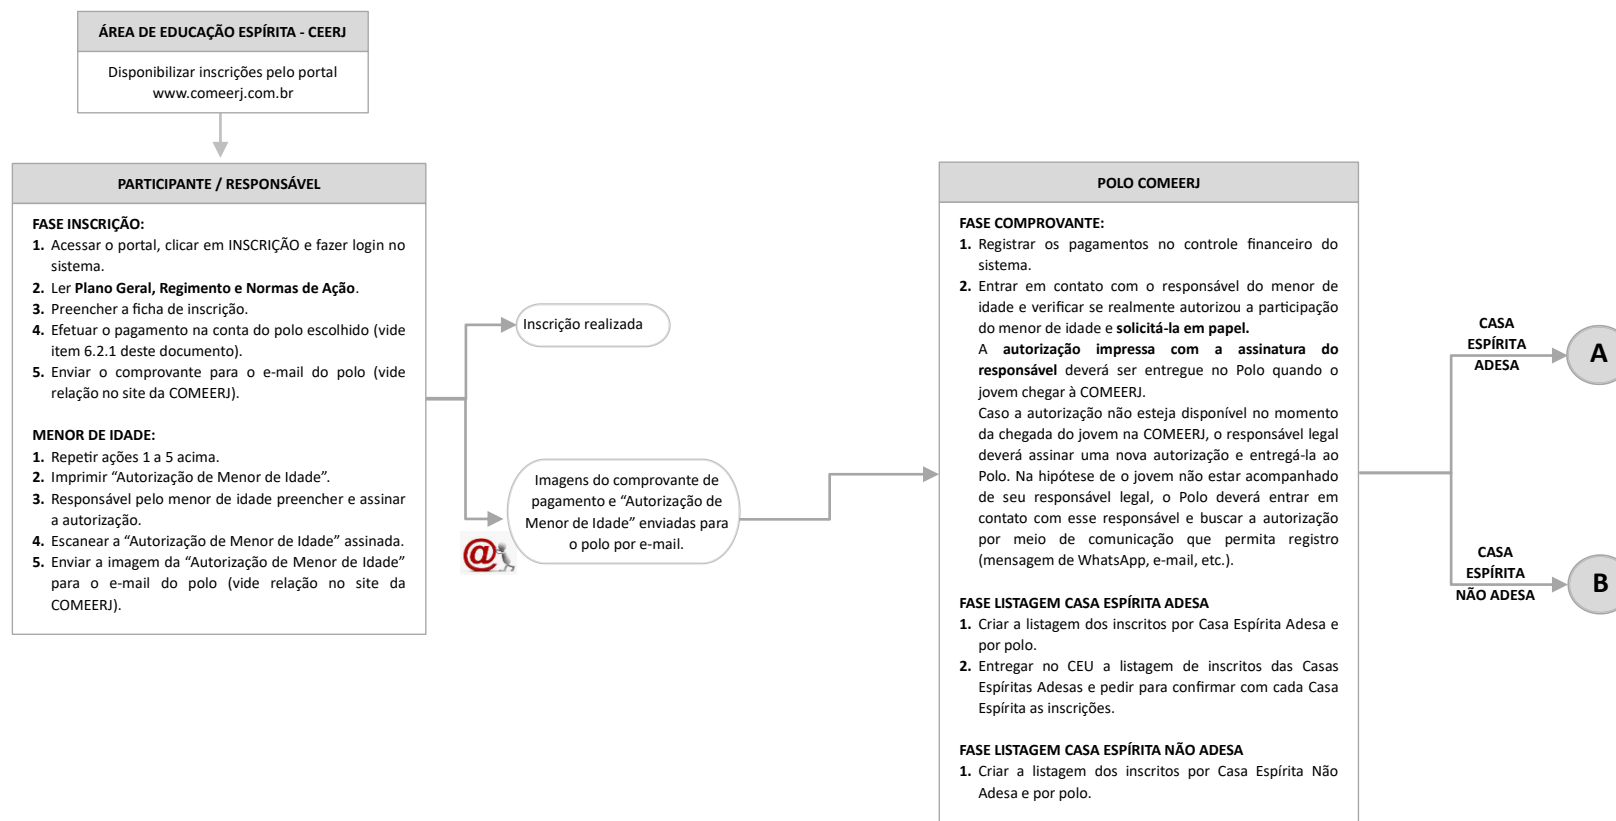 ÁREA DE EDUCAÇÃO ESPÍRITA - CEERJ
Disponibilizar inscrições pelo portal
www.comeerj.com.br
PARTICIPANTE / RESPONSÁVEL
FASE INSCRIÇÃO:
1. Acessar o portal, clicar em INSCRIÇÃO e fazer login no
sistema.
2. Ler Plano Geral, Regimento e Normas de Ação.
3. Preencher a ficha de inscrição.
4. Efetuar o pagamento na conta do polo escolhido (vide
item 6.2.1 deste documento).
5. Enviar o comprovante para o e-mail do polo (vide
relação no site da COMEERJ).
MENOR DE IDADE:
1. Repetir ações 1 a 5 acima.
2. Imprimir “Autorização de Menor de Idade”.
3. Responsável pelo menor de idade preencher e assinar
a autorização.
4. Escanear a “Autorização de Menor de Idade” assinada.
5. Enviar a imagem da “Autorização de Menor de Idade”
para o e-mail do polo (vide relação no site da
COMEERJ).
Inscrição realizada
Imagens do comprovante de
pagamento e “Autorização de
Menor de Idade” enviadas para
o polo por e-mail.
@
POLO COMEERJ
FASE COMPROVANTE:
1. Registrar os pagamentos no controle financeiro do
sistema.
2. Entrar em contato com o responsável do menor de
idade e verificar se realmente autorizou a participação
do menor de idade e solicitá-la em papel.
A autorização impressa com a assinatura do
responsável deverá ser entregue no Polo quando o
jovem chegar à COMEERJ.
Caso a autorização não esteja disponível no momento
da chegada do jovem na COMEERJ, o responsável legal
deverá assinar uma nova autorização e entregá-la ao
Polo. Na hipótese de o jovem não estar acompanhado
de seu responsável legal, o Polo deverá entrar em
contato com esse responsável e buscar a autorização
por meio de comunicação que permita registro
(mensagem de WhatsApp, e-mail, etc.).
FASE LISTAGEM CASA ESPÍRITA ADESA
1. Criar a listagem dos inscritos por Casa Espírita Adesa e
por polo.
2. Entregar no CEU a listagem de inscritos das Casas
Espíritas Adesas e pedir para confirmar com cada Casa
Espírita as inscrições.
FASE LISTAGEM CASA ESPÍRITA NÃO ADESA
1. Criar a listagem dos inscritos por Casa Espírita Não
Adesa e por polo.
CASA
ESPÍRITA
ADESA
A
CASA
ESPÍRITA
NÃO ADESA
B